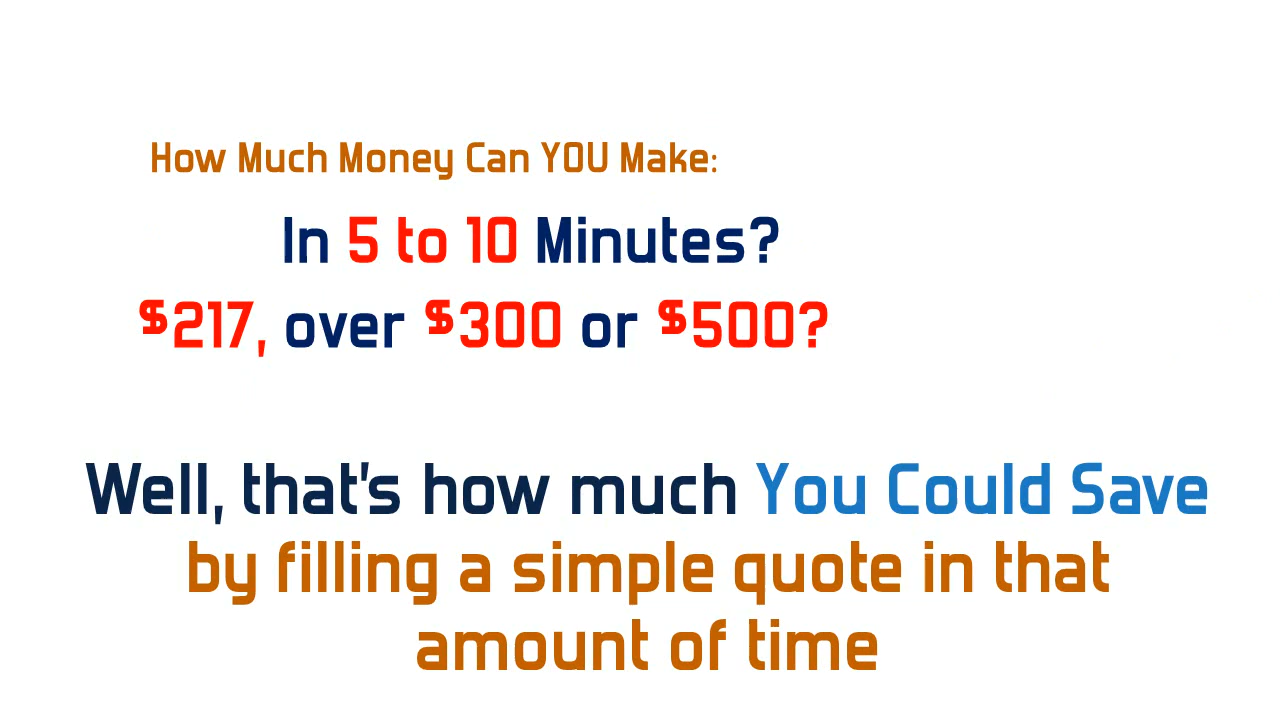 How Much Money Can YOU Make:
In 5 to 10 Minutes?
$217, over $300 or $500?
Well, that's how much You Could Save
by filling a simple quote in that
amount of time